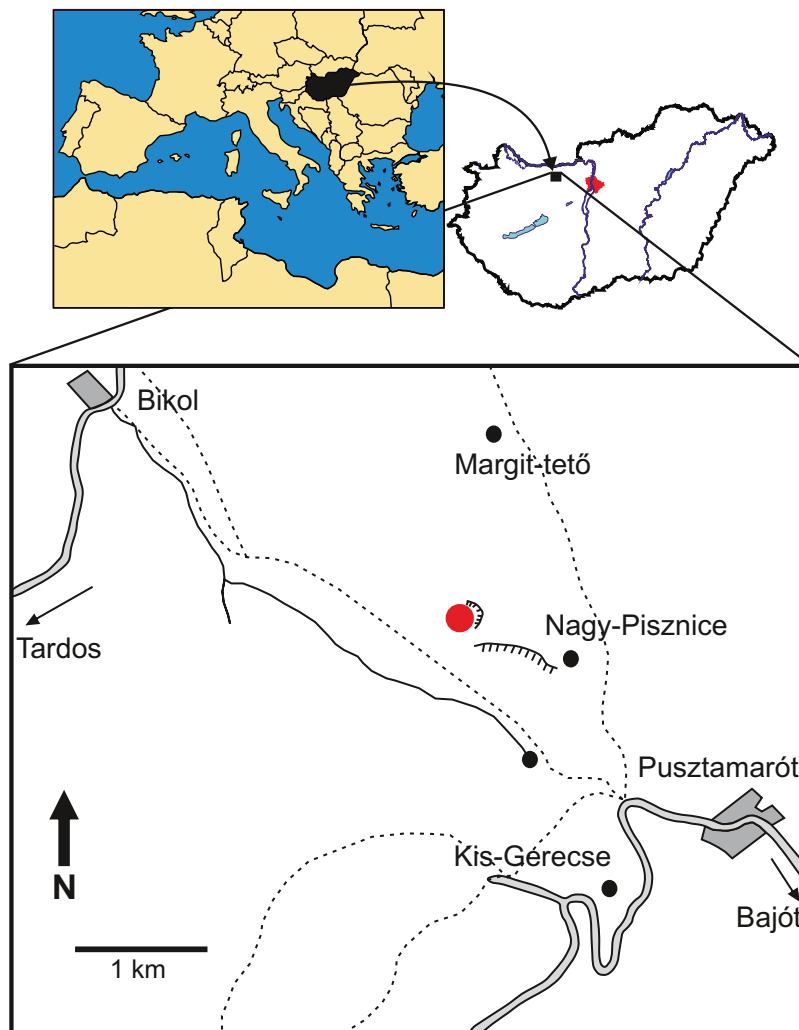 Bikol
Margit-tető
Nagy-Pisznice
Tardos
Pusztamarót
Kis-Gerecse
N
Bajót
1 km